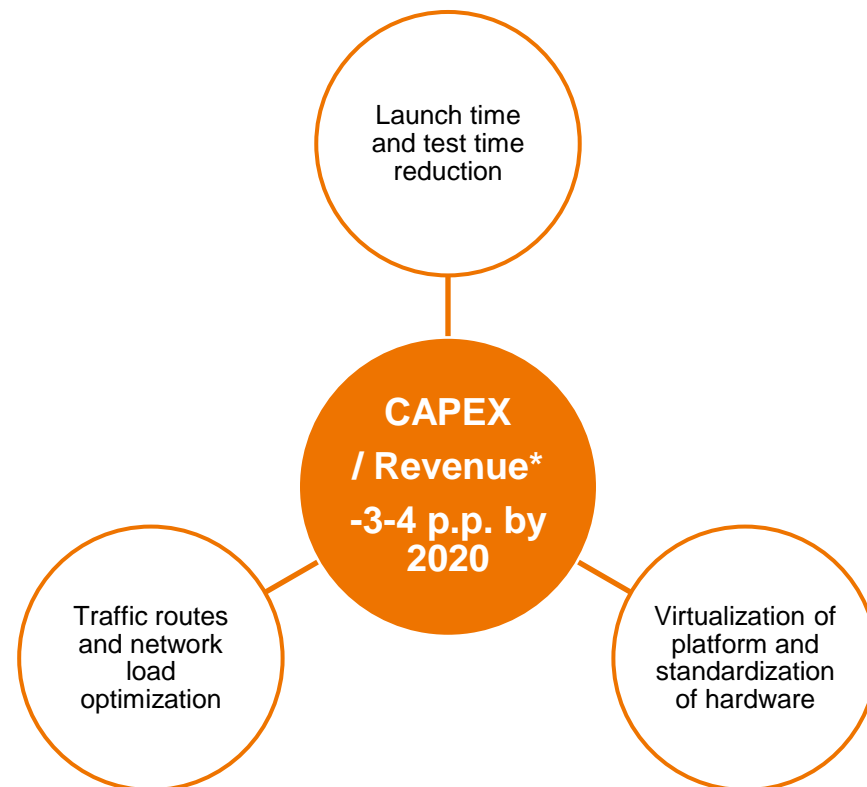 Launch time
and test time
reduction
CAPEX
/ Revenue*
-3-4 p.p. by
2020
Traffic routes
and network
load
optimization
Virtualization of
platform and
standardization
of hardware